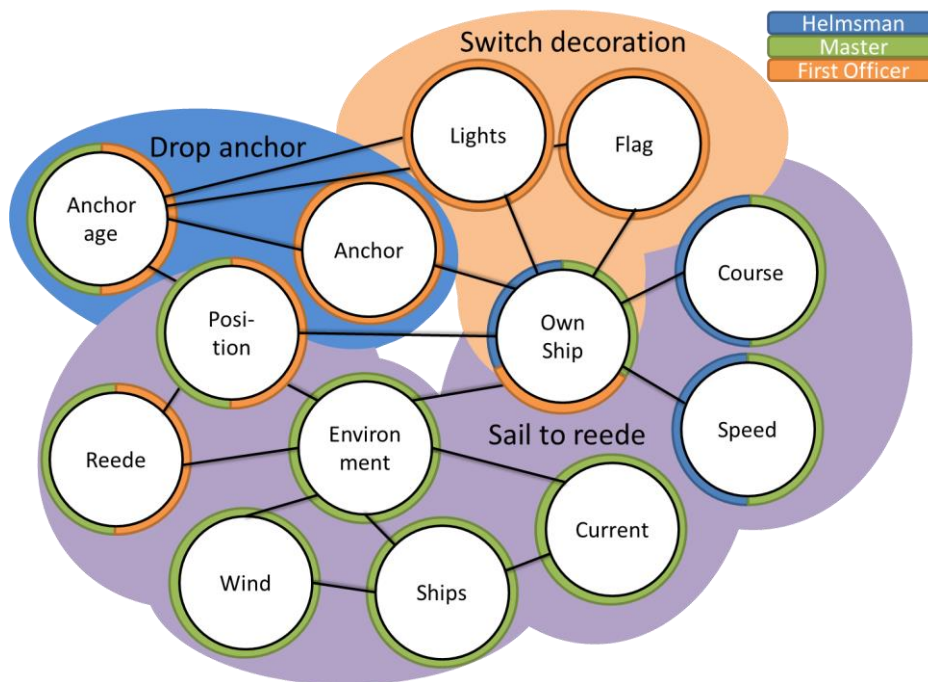 Helmsman
Master
First Officer
Switch decoration
Lights
Flag
Drop anchor
Anchor
age
Anchor
Course
Posi-
tion
Own
Ship
Speed
Sail to reede
Environ
ment
Reede
Current
Wind
Ships